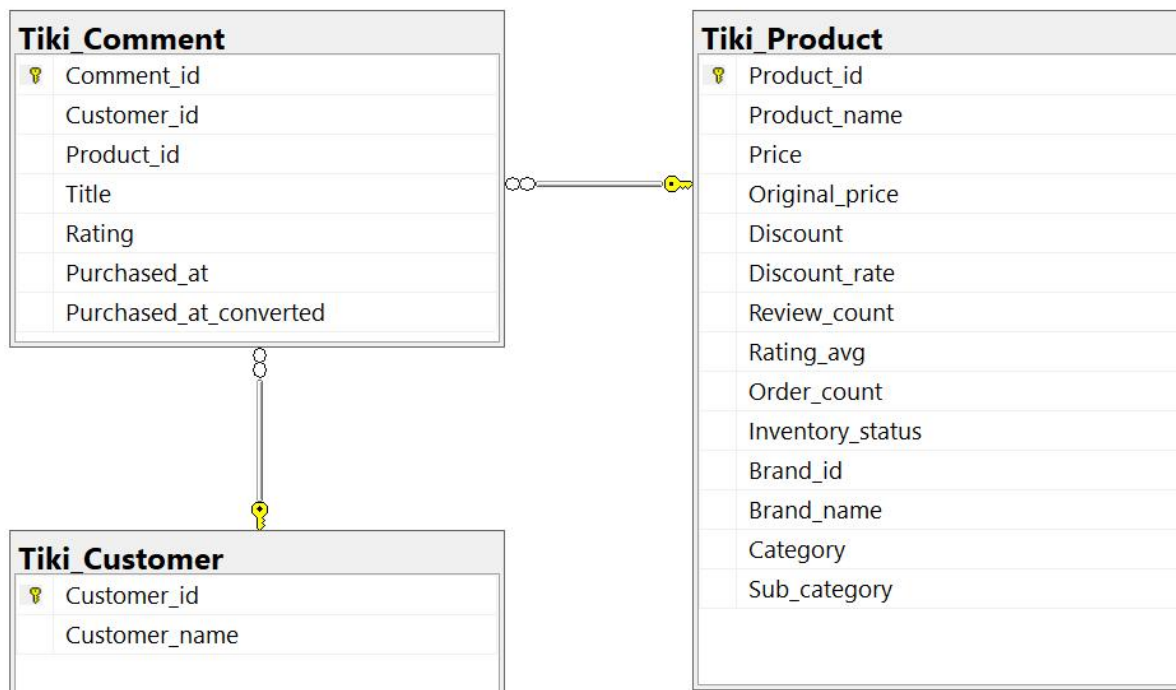 Tiki_Comment
Comment_id
Customer_id
Product_id
Title
Rating
Purchased_at
Purchased_at_converted
Tiki_Product
Product_id
Product_name
Price
Original_price
Discount
Discount_rate
Review_count
Rating_avg
Order_count
Inventory_status
Brand_id
Brand_name
Category
Sub_category
Tiki_Customer
Customer_id
Customer_name